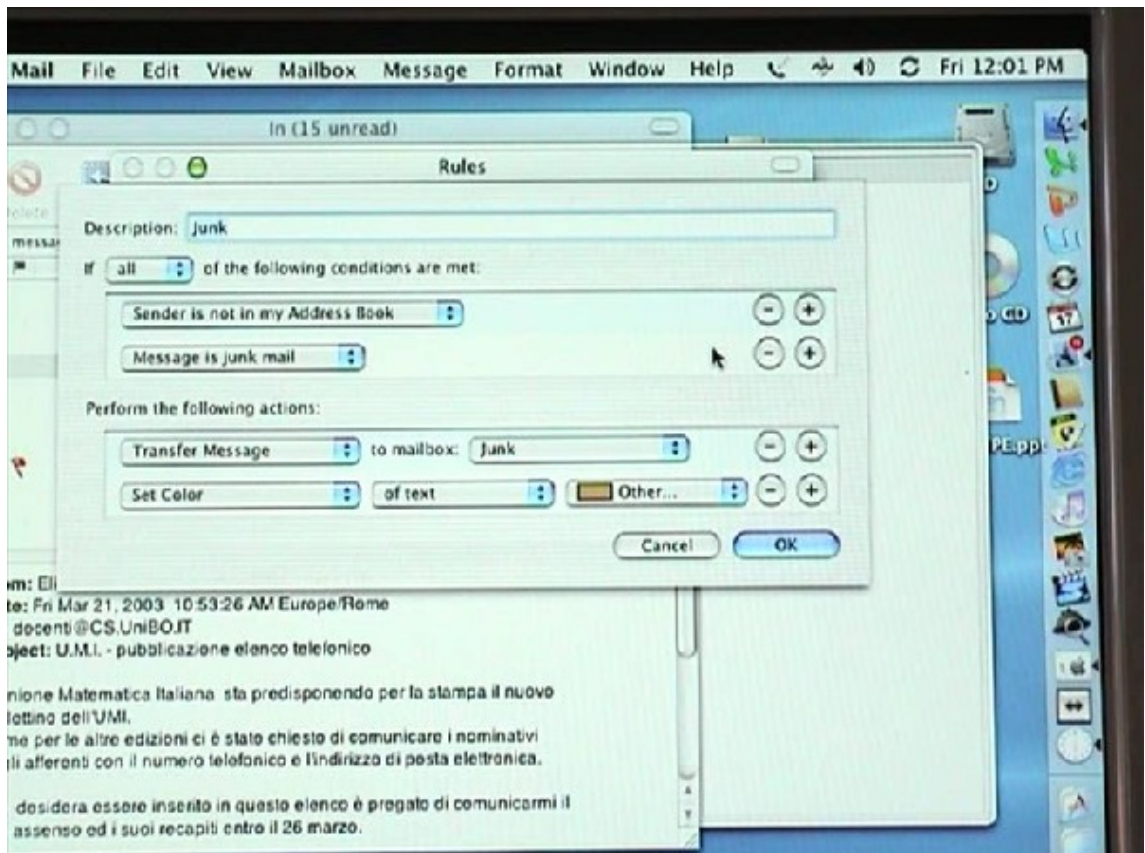 Mail File Edit View Mailbox Message Format Window Help Fri 12:01 PM
In (15 unread)
Rules
Description: Junk
If all of the following conditions are met:
Sender is not in my Address Book
Message is junk mail
Perform the following actions:
Transfer Message to mailbox: Junk
Set Color of text Other...
Cancel OK
17
PE.ppt
om: Eli
te: Fri Mar 21, 2003 10:53:26 AM Europe/Rome
docenti@CS.UniBO.IT
oject: U.M.I. - pubblicazione elenco telefonico
nione Matematica Italiana sta predisponendo per la stampa il nuovo
lettino dell'UMI.
me per le altre edizioni ci è stato chiesto di comunicare i nominativi
li afferenti con il numero telefonico e l'indirizzo di posta elettronica.
desidera essere inserito in questo elenco è pregato di comunicarmi il
assenso ed i suoi recapiti entro il 26 marzo.